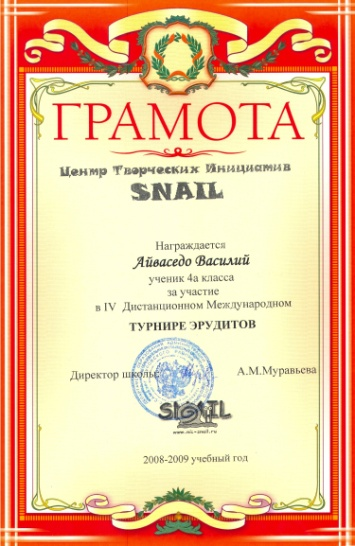 ГРАМОТА
Центр Творческих Инициатив
SNAIL
Награждается
Айваседо Василий
ученик 4а класса
за участие
в IV Дистанционном Международном
ТУРНИРЕ ЭРУДИТОВ
Директор школы: А.М.Муравьева
SNAIL
2008-2009 учебный год